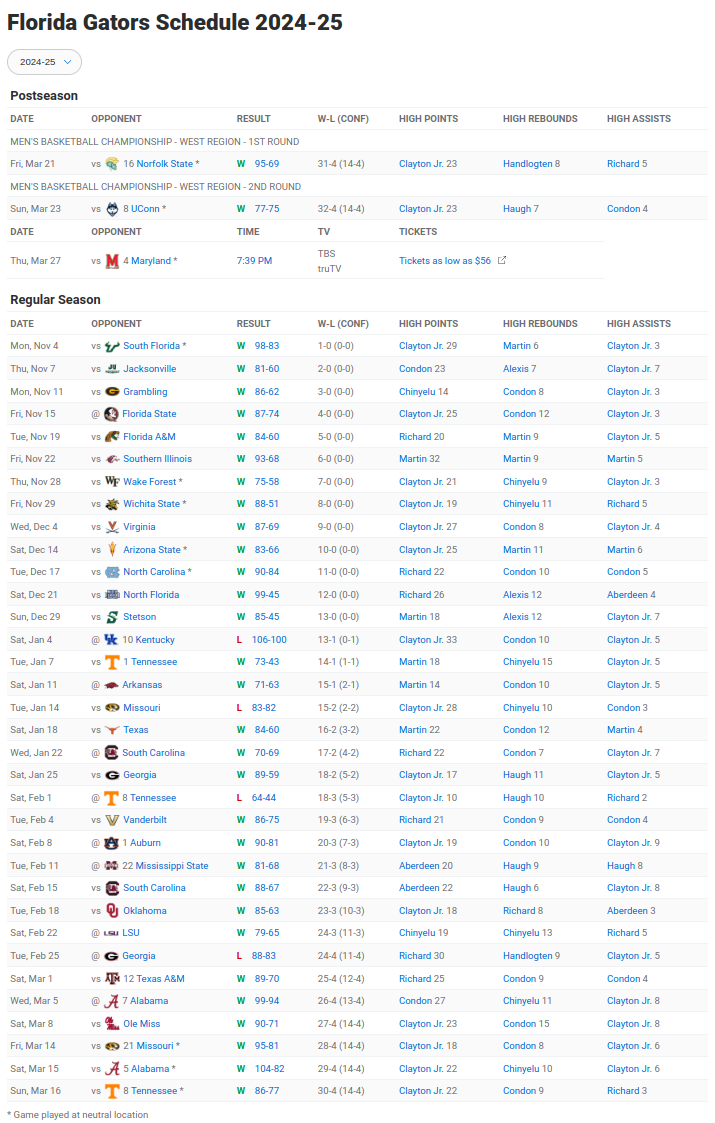 Florida Gators Schedule 2024-25
2024-25
Postseason
DATE OPPONENT RESULT W-L (CONF) HIGH POINTS HIGH REBOUNDS HIGH ASSISTS
MEN'S BASKETBALL CHAMPIONSHIP - WEST REGION - 1ST ROUND
Fri, Mar 21 vs 16 Norfolk State * W 95-69 31-4 (14-4) Clayton Jr. 23 Handlogten 8 Richard 5
MEN'S BASKETBALL CHAMPIONSHIP - WEST REGION - 2ND ROUND
Sun, Mar 23 vs 8 UConn * W 77-75 32-4 (14-4) Clayton Jr. 23 Haugh 7 Condon 4
DATE OPPONENT TIME TV TICKETS
Thu, Mar 27 vs 4 Maryland * 7:39 PM TBS truTV Tickets as low as $56
Regular Season
DATE OPPONENT RESULT W-L (CONF) HIGH POINTS HIGH REBOUNDS HIGH ASSISTS
Mon, Nov 4 vs South Florida * W 98-83 1-0 (0-0) Clayton Jr. 29 Martin 6 Clayton Jr. 3
Thu, Nov 7 vs Jacksonville W 81-60 2-0 (0-0) Condon 23 Alexis 7 Clayton Jr. 7
Mon, Nov 11 vs Grambling W 86-62 3-0 (0-0) Chinyelu 14 Condon 8 Clayton Jr. 3
Fri, Nov 15 @ Florida State W 87-74 4-0 (0-0) Clayton Jr. 25 Condon 12 Clayton Jr. 3
Tue, Nov 19 vs Florida A&M W 84-60 5-0 (0-0) Richard 20 Martin 9 Clayton Jr. 5
Fri, Nov 22 vs Southern Illinois W 93-68 6-0 (0-0) Martin 32 Martin 9 Martin 5
Thu, Nov 28 vs Wake Forest * W 75-58 7-0 (0-0) Clayton Jr. 21 Chinyelu 9 Clayton Jr. 3
Fri, Nov 29 vs Wichita State * W 88-51 8-0 (0-0) Clayton Jr. 19 Chinyelu 11 Richard 5
Wed, Dec 4 vs Virginia W 87-69 9-0 (0-0) Clayton Jr. 27 Condon 8 Clayton Jr. 4
Sat, Dec 14 vs Arizona State * W 83-66 10-0 (0-0) Clayton Jr. 25 Martin 11 Martin 6
Tue, Dec 17 vs North Carolina * W 90-84 11-0 (0-0) Richard 22 Condon 10 Condon 5
Sat, Dec 21 vs North Florida W 99-45 12-0 (0-0) Richard 26 Alexis 12 Aberdeen 4
Sun, Dec 29 vs Stetson W 85-45 13-0 (0-0) Martin 18 Alexis 12 Clayton Jr. 7
Sat, Jan 4 @ 10 Kentucky L 106-100 13-1 (0-1) Clayton Jr. 33 Condon 10 Clayton Jr. 5
Tue, Jan 7 vs 1 Tennessee W 73-43 14-1 (1-1) Martin 18 Chinyelu 15 Clayton Jr. 5
Sat, Jan 11 @ Arkansas W 71-63 15-1 (2-1) Martin 14 Condon 10 Clayton Jr. 5
Tue, Jan 14 vs Missouri L 83-82 15-2 (2-2) Clayton Jr. 28 Chinyelu 10 Condon 3
Sat, Jan 18 vs Texas W 84-60 16-2 (3-2) Martin 22 Condon 12 Martin 4
Wed, Jan 22 @ South Carolina W 70-69 17-2 (4-2) Richard 22 Condon 7 Clayton Jr. 7
Sat, Jan 25 vs Georgia W 89-59 18-2 (5-2) Clayton Jr. 17 Haugh 11 Clayton Jr. 5
Sat, Feb 1 @ 8 Tennessee L 64-44 18-3 (5-3) Clayton Jr. 10 Haugh 10 Richard 2
Tue, Feb 4 vs Vanderbilt W 86-75 19-3 (6-3) Richard 21 Condon 9 Condon 4
Sat, Feb 8 @ 1 Auburn W 90-81 20-3 (7-3) Clayton Jr. 19 Condon 10 Clayton Jr. 9
Tue, Feb 11 @ 22 Mississippi State W 81-68 21-3 (8-3) Aberdeen 20 Haugh 9 Haugh 8
Sat, Feb 15 vs South Carolina W 88-67 22-3 (9-3) Aberdeen 22 Haugh 6 Clayton Jr. 8
Tue, Feb 18 vs Oklahoma W 85-63 23-3 (10-3) Clayton Jr. 18 Richard 8 Aberdeen 3
Sat, Feb 22 @ LSU W 79-65 24-3 (11-3) Chinyelu 19 Chinyelu 13 Richard 5
Tue, Feb 25 @ Georgia L 88-83 24-4 (11-4) Richard 30 Handlogten 9 Clayton Jr. 5
Sat, Mar 1 vs 12 Texas A&M W 89-70 25-4 (12-4) Richard 25 Condon 9 Condon 4
Wed, Mar 5 @ 7 Alabama W 99-94 26-4 (13-4) Condon 27 Chinyelu 11 Clayton Jr. 8
Sat, Mar 8 vs Ole Miss W 90-71 27-4 (14-4) Clayton Jr. 23 Condon 15 Clayton Jr. 8
Fri, Mar 14 vs 21 Missouri * W 95-81 28-4 (14-4) Clayton Jr. 18 Condon 8 Clayton Jr. 6
Sat, Mar 15 vs 5 Alabama * W 104-82 29-4 (14-4) Clayton Jr. 22 Chinyelu 10 Clayton Jr. 6
Sun, Mar 16 vs 8 Tennessee * W 86-77 30-4 (14-4) Clayton Jr. 22 Condon 9 Richard 3
* Game played at neutral location